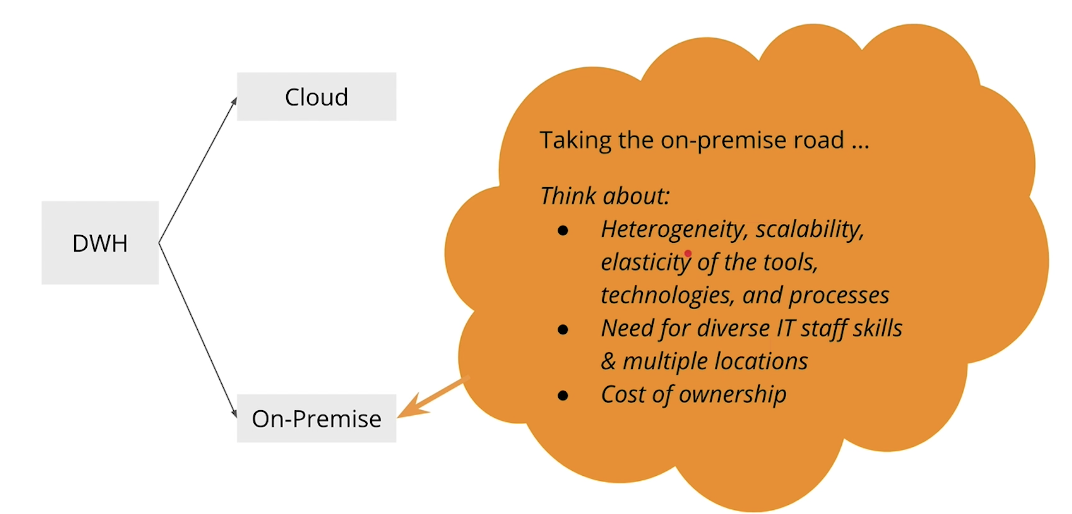 Cloud
DWH
On-Premise
Taking the on-premise road ...
Think about:
● Heterogeneity, scalability,
elasticity of the tools,
technologies, and processes
● Need for diverse IT staff skills
& multiple locations
● Cost of ownership